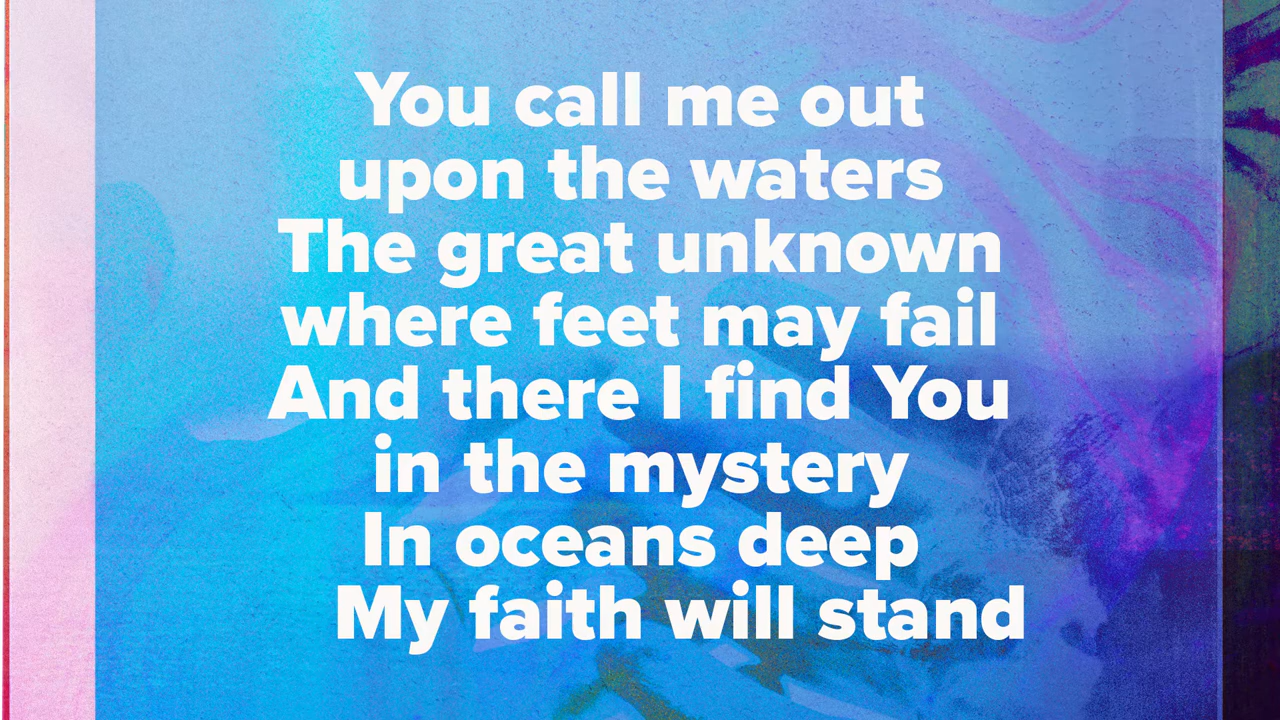 You call me out
upon the waters
The great unknown
where feet may fail
And there I find You
in the mystery
In oceans deep
My faith will stand